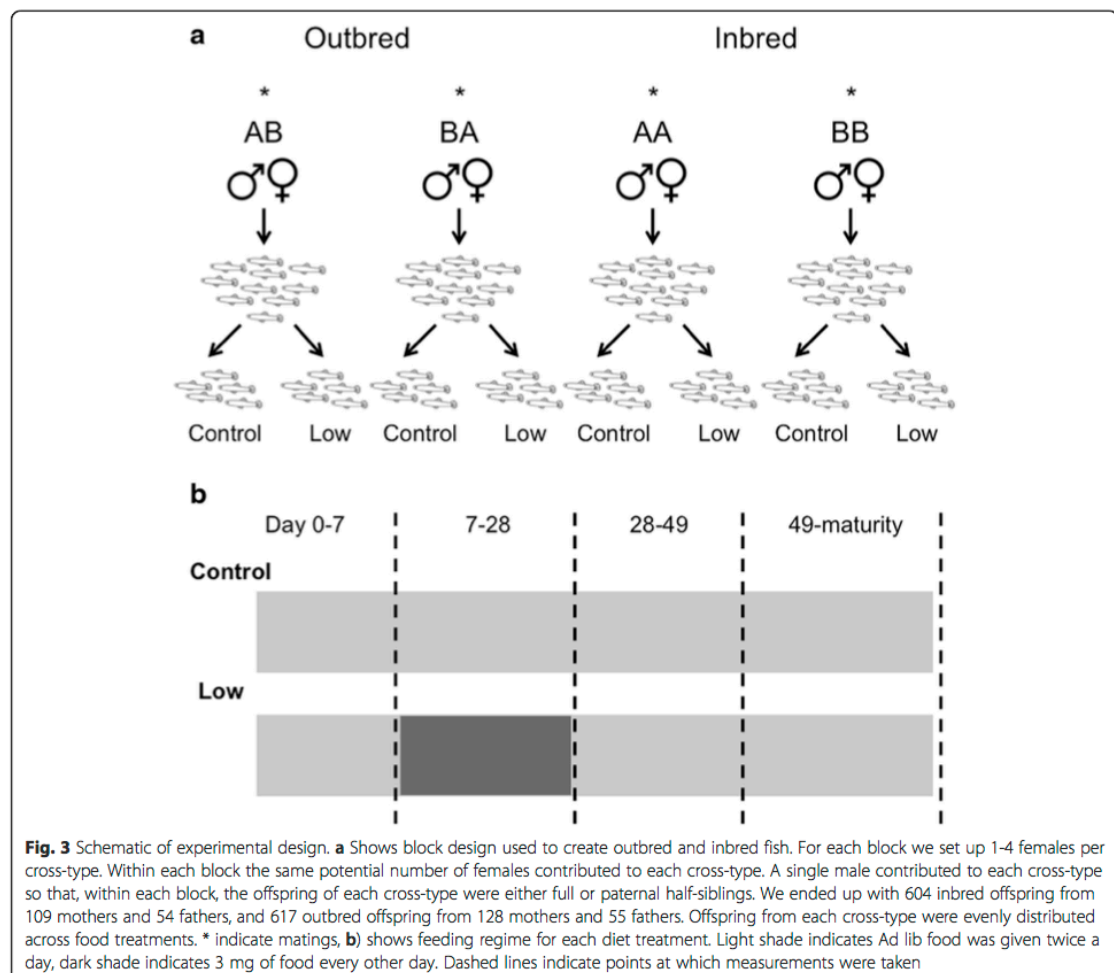 a
Outbred Inbred
* * * *
AB BA AA BB
♂♀ ♂♀ ♂♀ ♂♀
Control Low Control Low Control Low Control Low
b
Day 0-7 7-28 28-49 49-maturity
Control
Low
Fig. 3 Schematic of experimental design. a Shows block design used to create outbred and inbred fish. For each block we set up 1-4 females per
cross-type. Within each block the same potential number of females contributed to each cross-type. A single male contributed to each cross-type
so that, within each block, the offspring of each cross-type were either full or paternal half-siblings. We ended up with 604 inbred offspring from
109 mothers and 54 fathers, and 617 outbred offspring from 128 mothers and 55 fathers. Offspring from each cross-type were evenly distributed
across food treatments. * indicate matings, b) shows feeding regime for each diet treatment. Light shade indicates Ad lib food was given twice a
day, dark shade indicates 3 mg of food every other day. Dashed lines indicate points at which measurements were taken